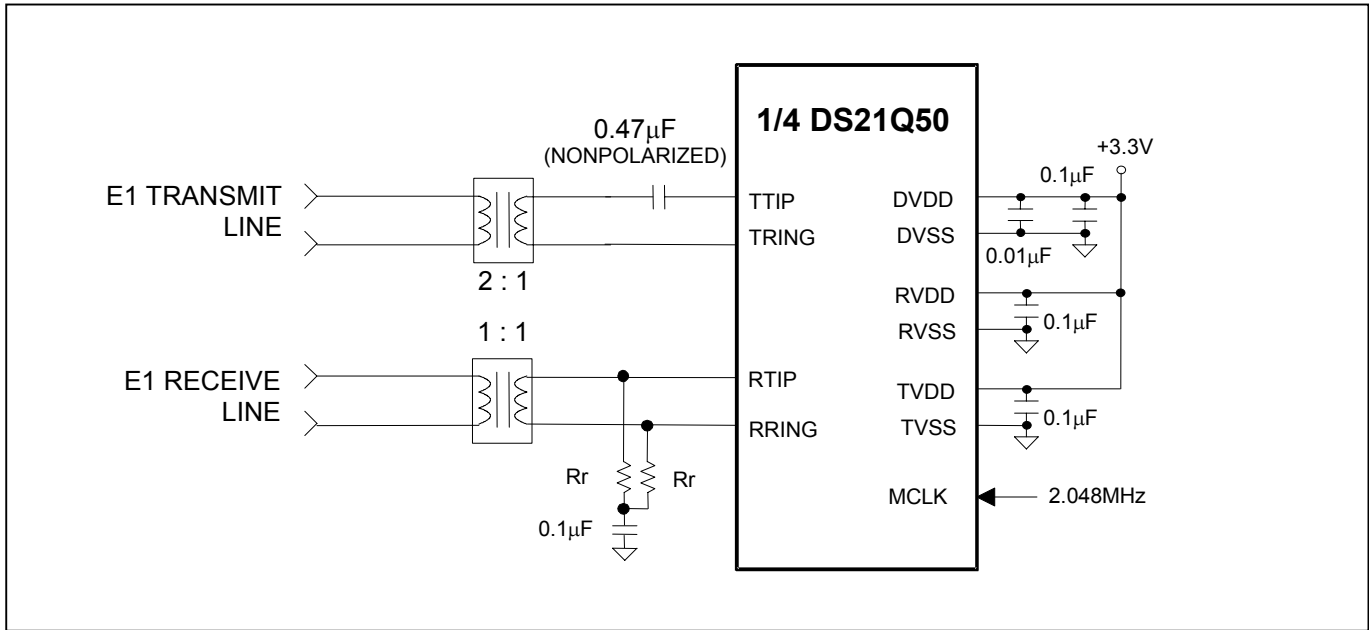 1/4 DS21Q50
0.47µF
(NONPOLARIZED)
+3.3V
0.1µF
E1 TRANSMIT
LINE
TTIP
DVDD
TRING
DVSS
0.01µF
2 : 1
RVDD
0.1µF
RVSS
1 : 1
E1 RECEIVE
LINE
RTIP
TVDD
0.1µF
RRING
TVSS
Rr
Rr
MCLK
2.048MHz
0.1µF